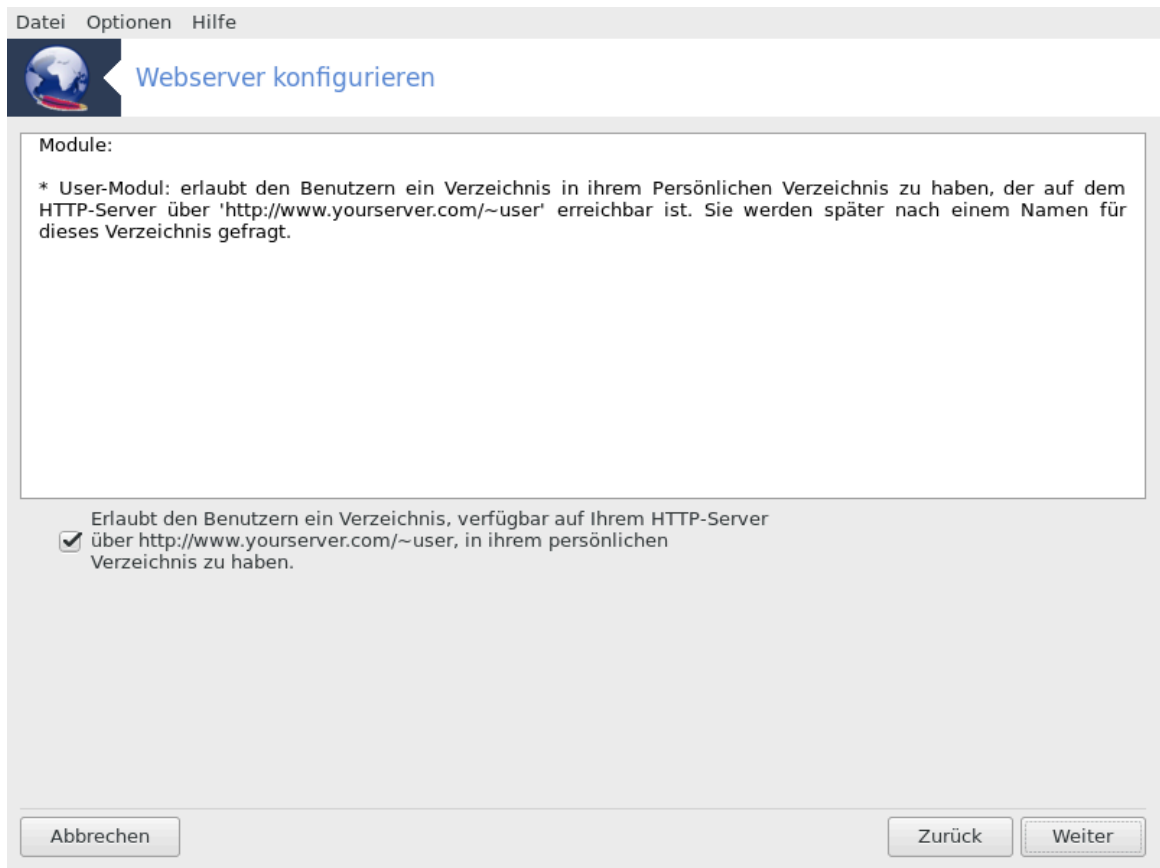 Datei Optionen Hilfe
Webserver konfigurieren
Module:
* User-Modul: erlaubt den Benutzern ein Verzeichnis in ihrem Persönlichen Verzeichnis zu haben, der auf dem
HTTP-Server über 'http://www.yourserver.com/~user' erreichbar ist. Sie werden später nach einem Namen für
dieses Verzeichnis gefragt.
Erlaubt den Benutzern ein Verzeichnis, verfügbar auf Ihrem HTTP-Server
über http://www.yourserver.com/~user, in ihrem persönlichen
Verzeichnis zu haben.
Abbrechen Zurück Weiter